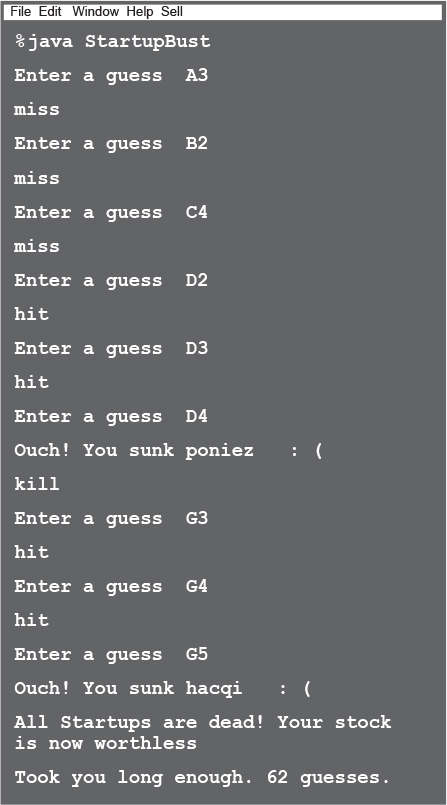 File Edit Window Help Sell
%java StartupBust
Enter a guess A3
miss
Enter a guess B2
miss
Enter a guess C4
miss
Enter a guess D2
hit
Enter a guess D3
hit
Enter a guess D4
Ouch! You sunk poniez : (
kill
Enter a guess G3
hit
Enter a guess G4
hit
Enter a guess G5
Ouch! You sunk hacqi : (
All Startups are dead! Your stock
is now worthless
Took you long enough. 62 guesses.